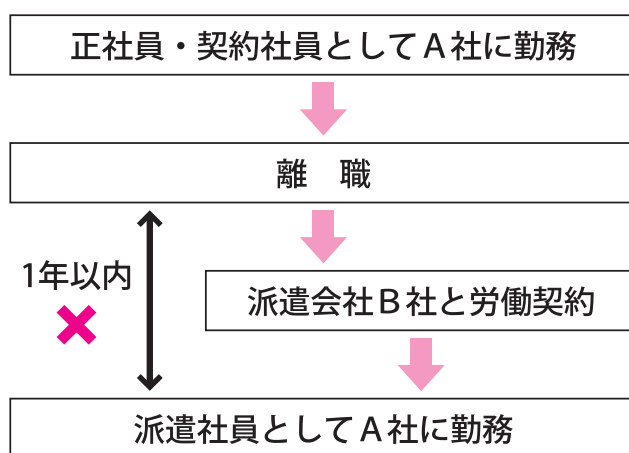 正社員・契約社員としてA社に勤務
離　職
1年以内
派遣会社B社と労働契約
派遣社員としてA社に勤務